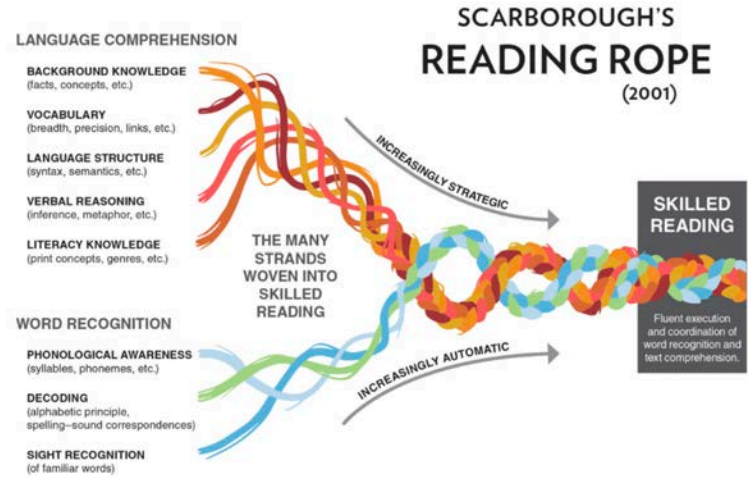 SCARBOROUGH'S
READING ROPE
(2001)
LANGUAGE COMPREHENSION
BACKGROUND KNOWLEDGE
(facts, concepts, etc.)
VOCABULARY
(breadth, precision, links, etc.)
LANGUAGE STRUCTURE
(syntax, semantics, etc.)
VERBAL REASONING
(inference, metaphor, etc.)
LITERACY KNOWLEDGE
(print concepts, genres, etc.)
WORD RECOGNITION
PHONOLOGICAL AWARENESS
(syllables, phonemes, etc.)
DECODING
(alphabetic principle,
spelling–sound correspondences)
SIGHT RECOGNITION
(of familiar words)
THE MANY
STRANDS
WOVEN INTO
SKILLED
READING
INCREASINGLY STRATEGIC
INCREASINGLY AUTOMATIC
SKILLED
READING
Fluent execution
and coordination of
word recognition and
text comprehension.